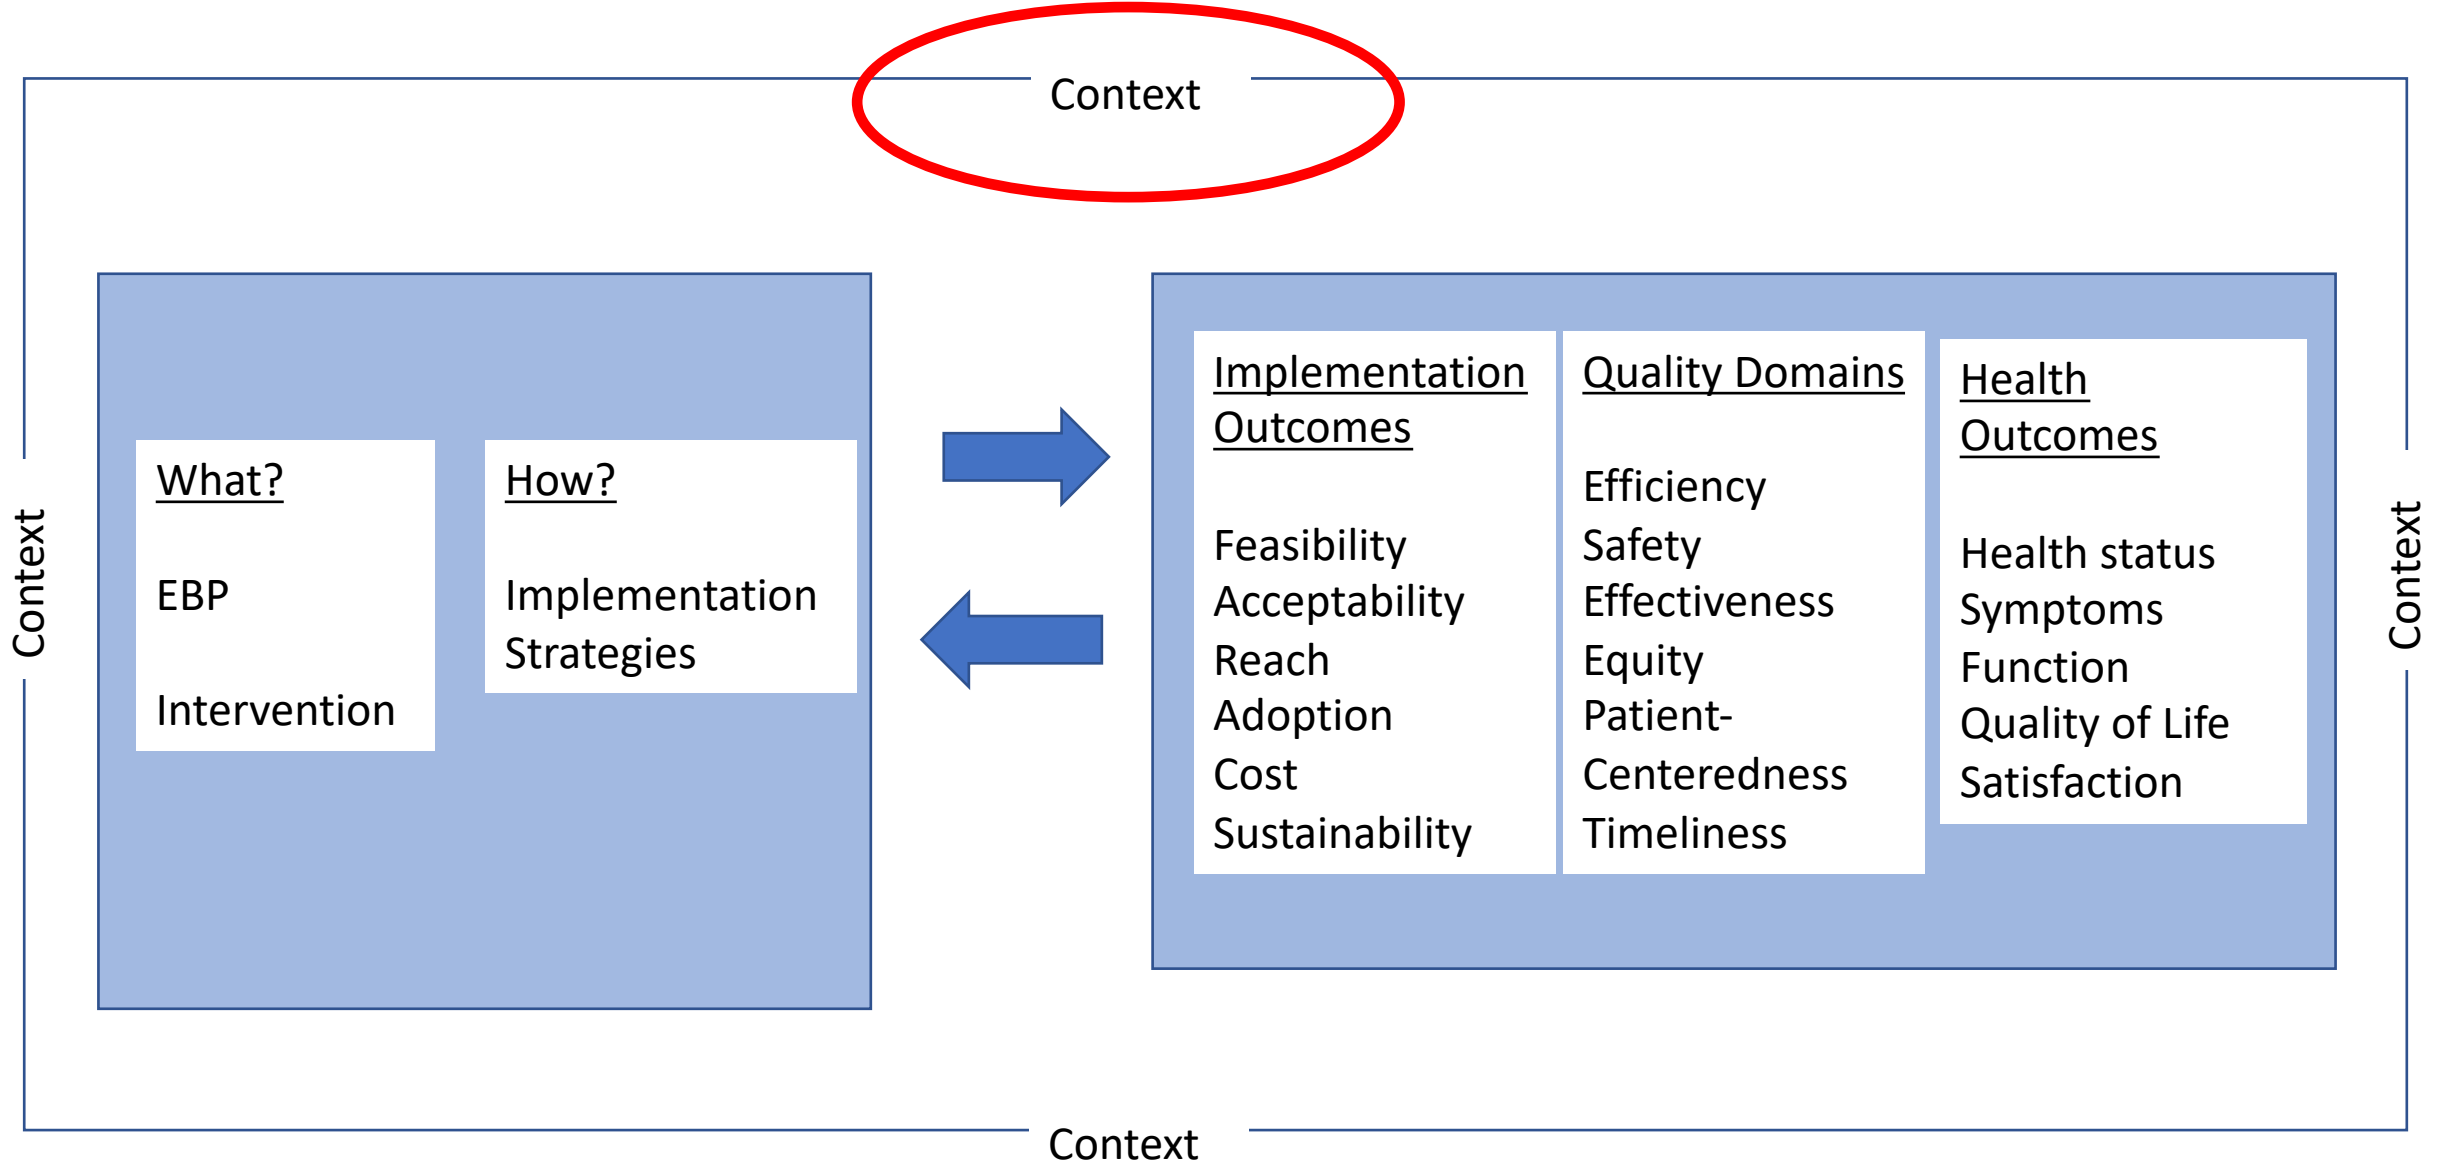 Context
Context
What?
EBP
Intervention
How?
Implementation
Strategies
Implementation
Outcomes
Feasibility
Acceptability
Reach
Adoption
Cost
Sustainability
Quality Domains
Efficiency
Safety
Effectiveness
Equity
Patient-
Centeredness
Timeliness
Health
Outcomes
Health status
Symptoms
Function
Quality of Life
Satisfaction
Context
Context